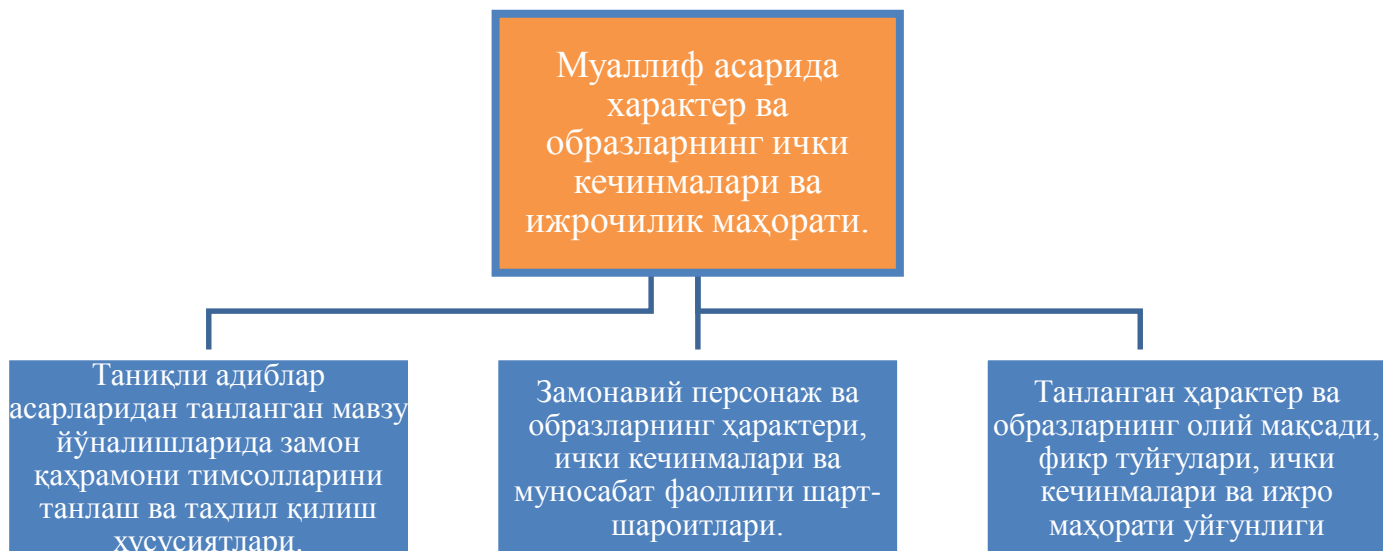 Муаллиф асарида
характер ва
образларнинг ички
кечинмалари ва
ижрочилик маҳорати.
Таниқли адиблар
асарларидан танланган мавзу
йўналишларида замон
қаҳрамони тимсолларини
танлаш ва таҳлил қилиш
хусусиятлари.
Замонавий персонаж ва
образларнинг ҳарактери,
ички кечинмалари ва
муносабат фаоллиги шарт-
шароитлари.
Танланган ҳарактер ва
образларнинг олий мақсади,
фикр туйғулари, ички
кечинмалари ва ижро
маҳорати уйғунлиги